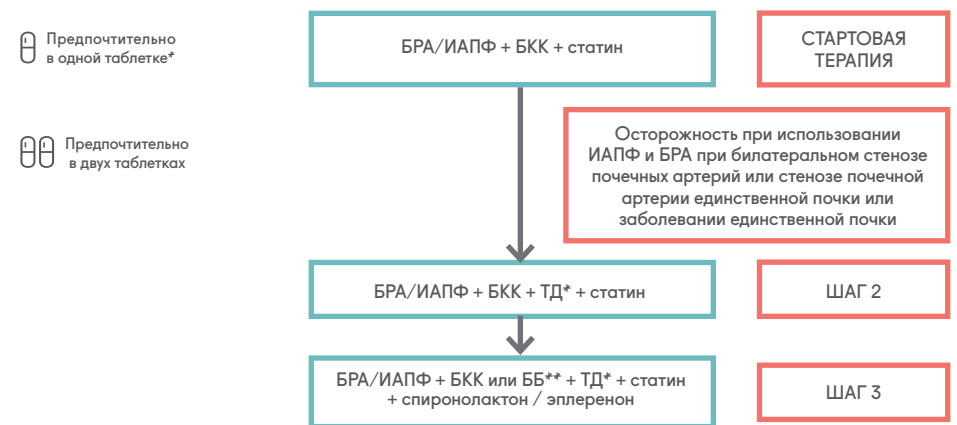 Предпочтительно
в одной таблетке*
БРА/ИАПФ + БКК + статин
СТАРТОВАЯ
ТЕРАПИЯ
Предпочтительно
в двух таблетках
Осторожность при использовании
ИАПФ и БРА при билатеральном стенозе
почечных артерий или стенозе почечной
артерии единственной почки или
заболевании единственной почки
БРА/ИАПФ + БКК + ТД* + статин
ШАГ 2
БРА/ИАПФ + БКК или ББ** + ТД* + статин
+ спиронолактон / эплеренон
ШАГ 3